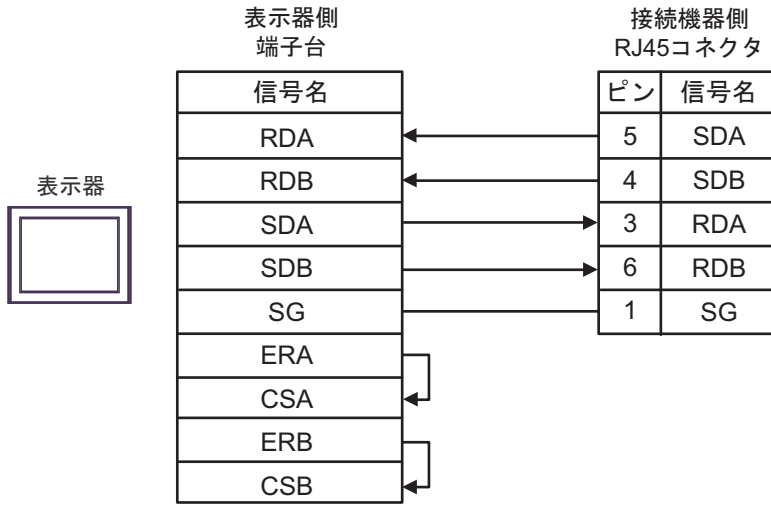 表示器側
端子台
接続機器側
RJ45コネクタ
信号名
ピン 信号名
RDA
5 SDA
RDB
4 SDB
表示器
SDA
3 RDA
SDB
6 RDB
SG
1 SG
ERA
CSA
ERB
CSB